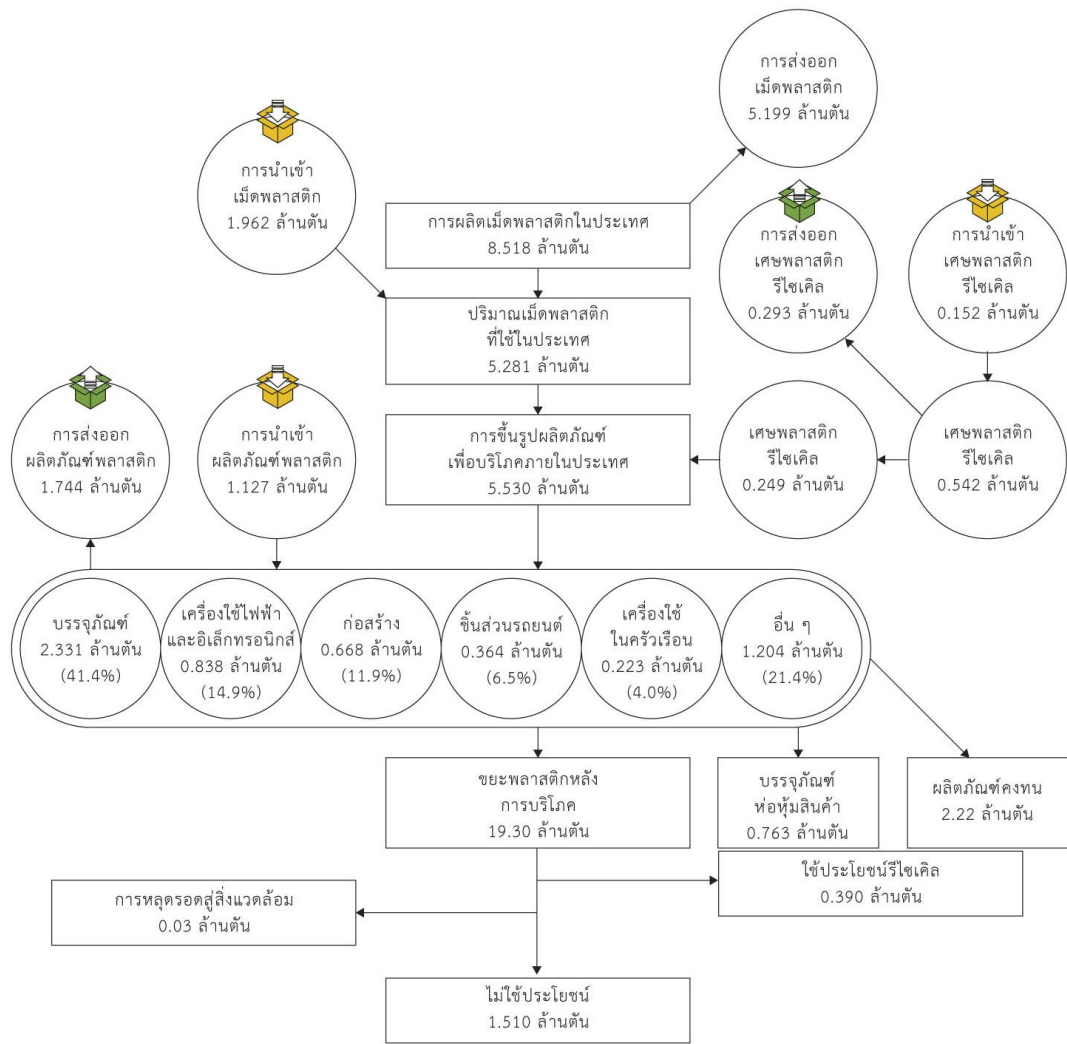 การส่งออก
เม็ดพลาสติก
5.199 ล้านตัน
การนำเข้า
เม็ดพลาสติก
1.962 ล้านตัน
การผลิตเม็ดพลาสติกในประเทศ
8.518 ล้านตัน
การส่งออก
เศษพลาสติก
รีไซเคิล
0.293 ล้านตัน
การนำเข้า
เศษพลาสติก
รีไซเคิล
0.152 ล้านตัน
ปริมาณเม็ดพลาสติก
ที่ใช้ในประเทศ
5.281 ล้านตัน
การส่งออก
ผลิตภัณฑ์พลาสติก
1.744 ล้านตัน
การนำเข้า
ผลิตภัณฑ์พลาสติก
1.127 ล้านตัน
การขึ้นรูปผลิตภัณฑ์
เพื่อบริโภคภายในประเทศ
5.530 ล้านตัน
เศษพลาสติก
รีไซเคิล
0.249 ล้านตัน
เศษพลาสติก
รีไซเคิล
0.542 ล้านตัน
บรรจุภัณฑ์
2.331 ล้านตัน
(41.4%)
เครื่องใช้ไฟฟ้า
และอิเล็กทรอนิกส์
0.838 ล้านตัน
(14.9%)
ก่อสร้าง
0.668 ล้านตัน
(11.9%)
ชิ้นส่วนรถยนต์
0.364 ล้านตัน
(6.5%)
เครื่องใช้
ในครัวเรือน
0.223 ล้านตัน
(4.0%)
อื่น ๆ
1.204 ล้านตัน
(21.4%)
ขยะพลาสติกหลัง
การบริโภค
19.30 ล้านตัน
บรรจุภัณฑ์
ห่อหุ้มสินค้า
0.763 ล้านตัน
ผลิตภัณฑ์คงทน
2.22 ล้านตัน
ใช้ประโยชน์รีไซเคิล
0.390 ล้านตัน
การหลุดรอดสู่สิ่งแวดล้อม
0.03 ล้านตัน
ไม่ใช้ประโยชน์
1.510 ล้านตัน